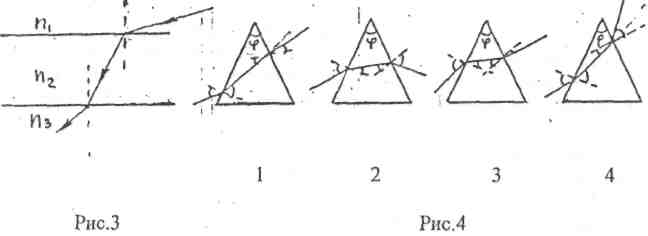 n₁
n₂
n₃
φ φ φ φ
1 2 3 4
Рис.3 Рис.4